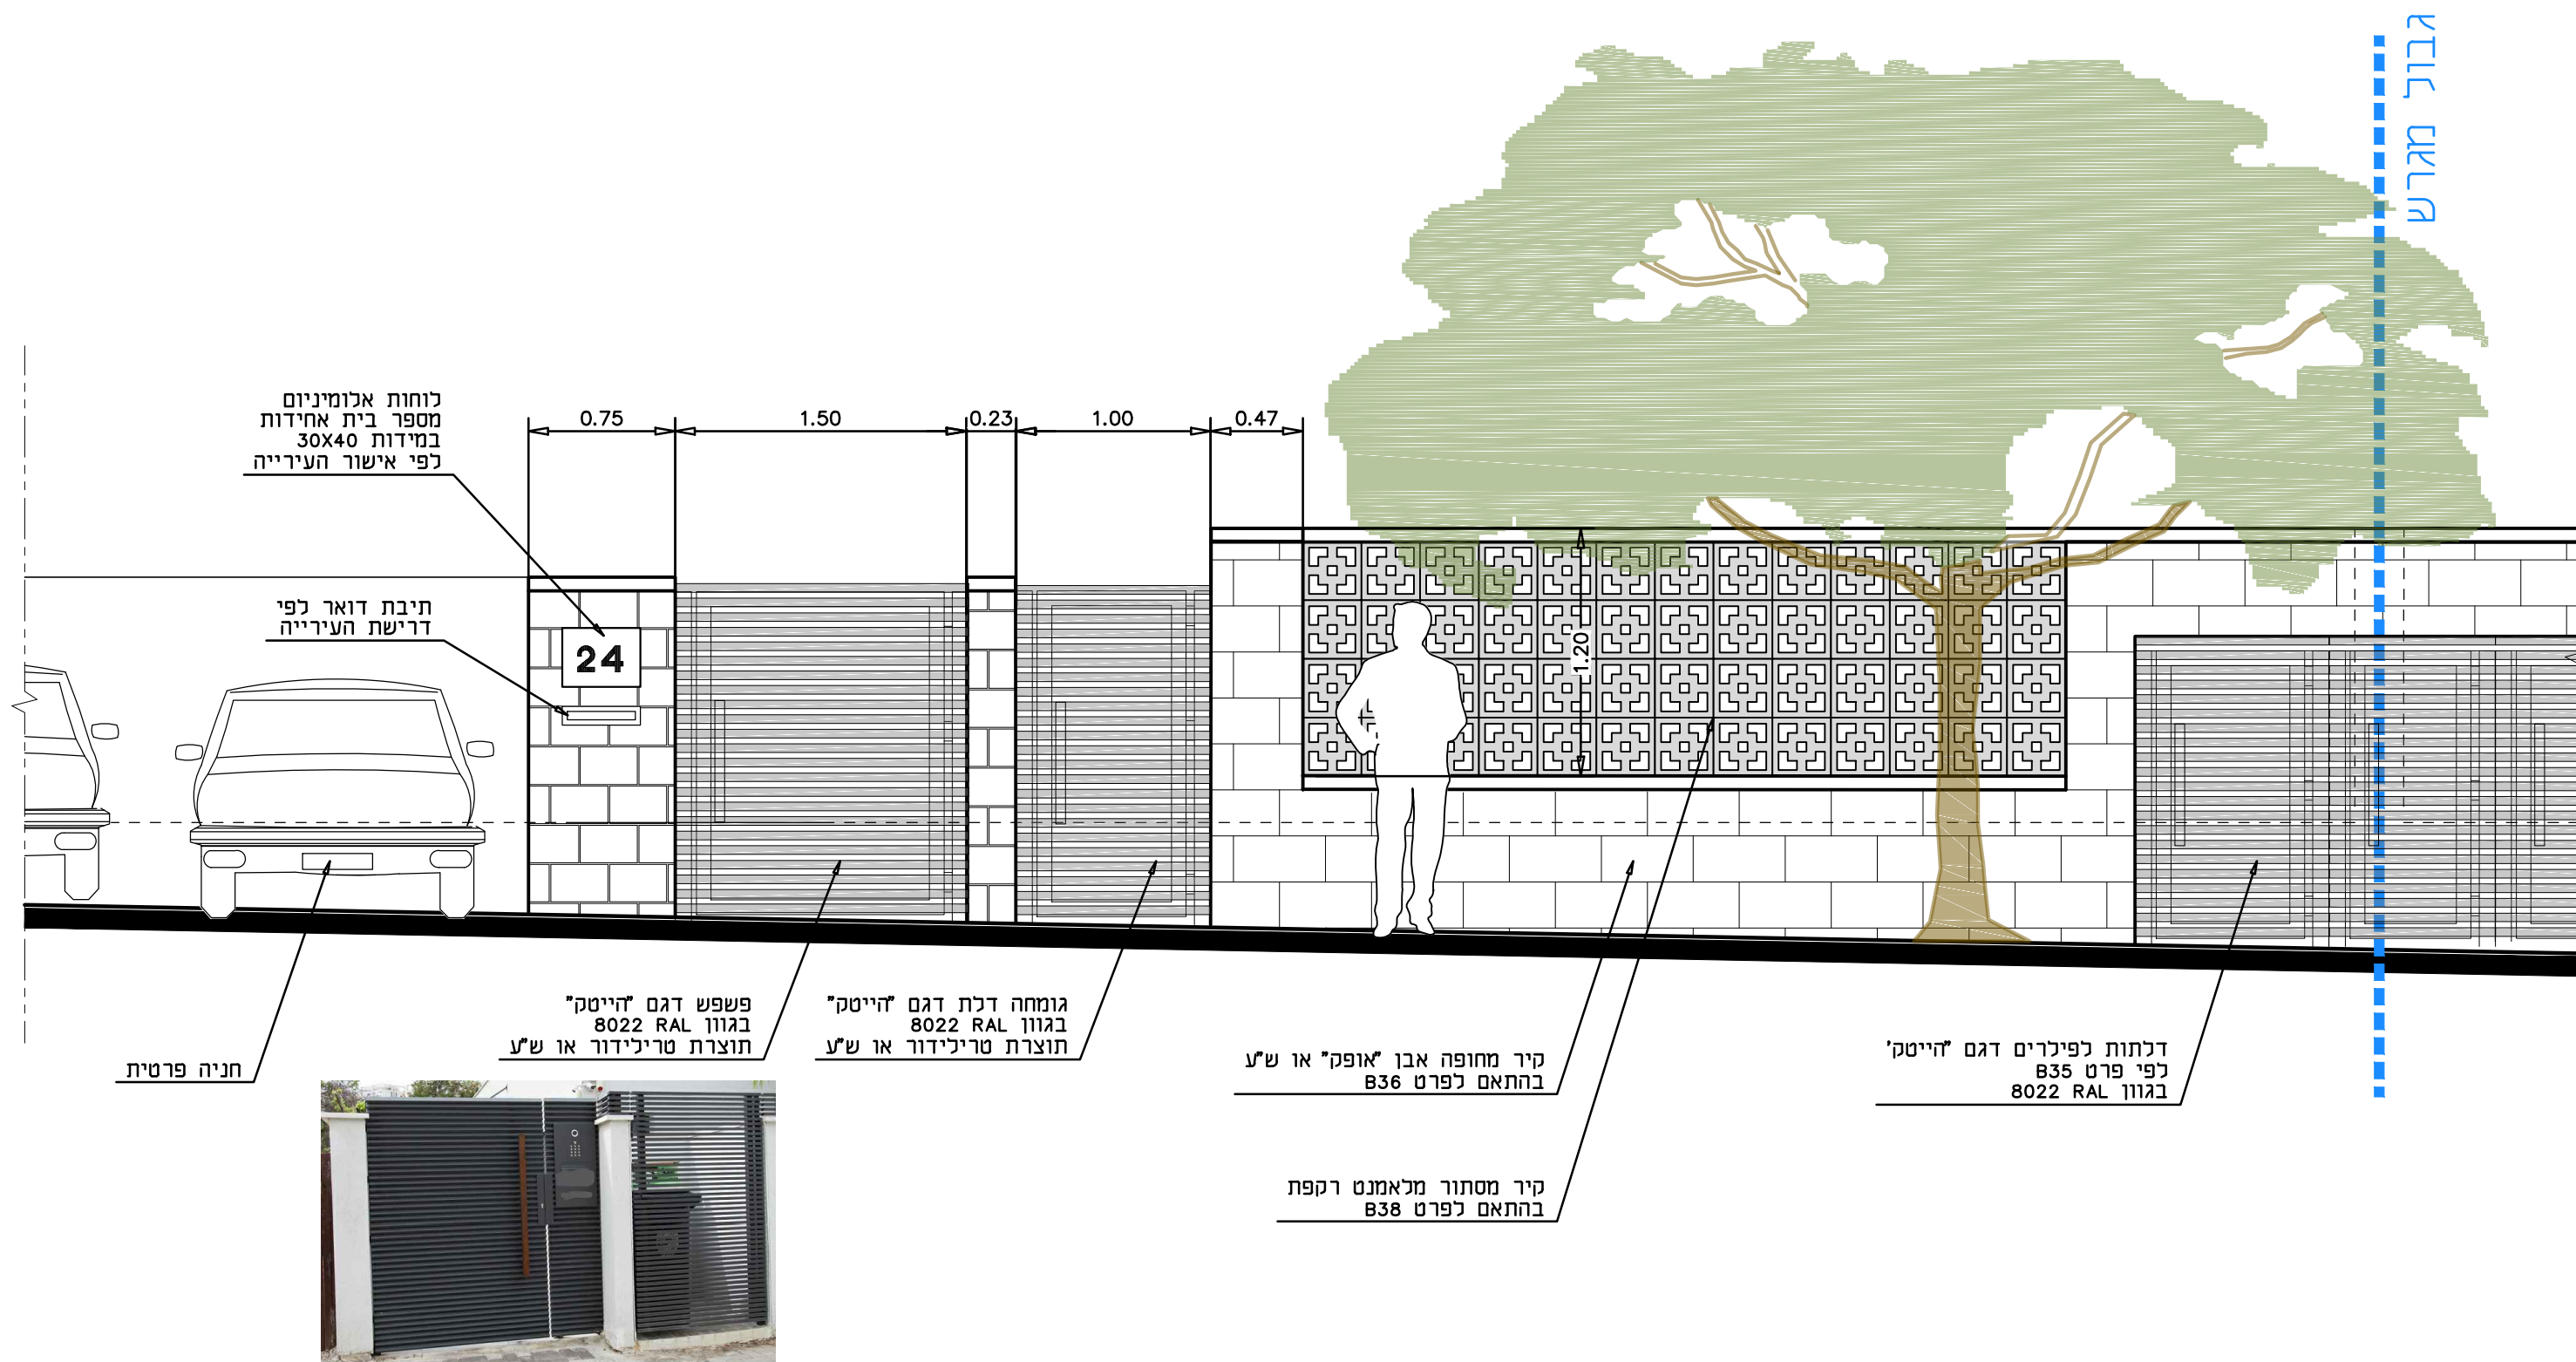 גבול מגרש
לוחות אלומיניום
מספר בית אחידות
במידות 30X40
לפי אישור העירייה
0.75
1.50
0.23
1.00
0.47
תיבת דואר לפי
דרישת העירייה
24
1.20
חניה פרטית
פשפש דגם "הייטק"
בגוון RAL 8022
תוצרת טרילידור או ש"ע
גומחה דלת דגם "הייטק"
בגוון RAL 8022
תוצרת טרילידור או ש"ע
קיר מחופה אבן "אופק" או ש"ע
בהתאם לפרט B36
קיר מסתור מלאמנט רקפת
בהתאם לפרט B38
דלתות לפילרים דגם "הייטק'
לפי פרט B35
בגוון RAL 8022